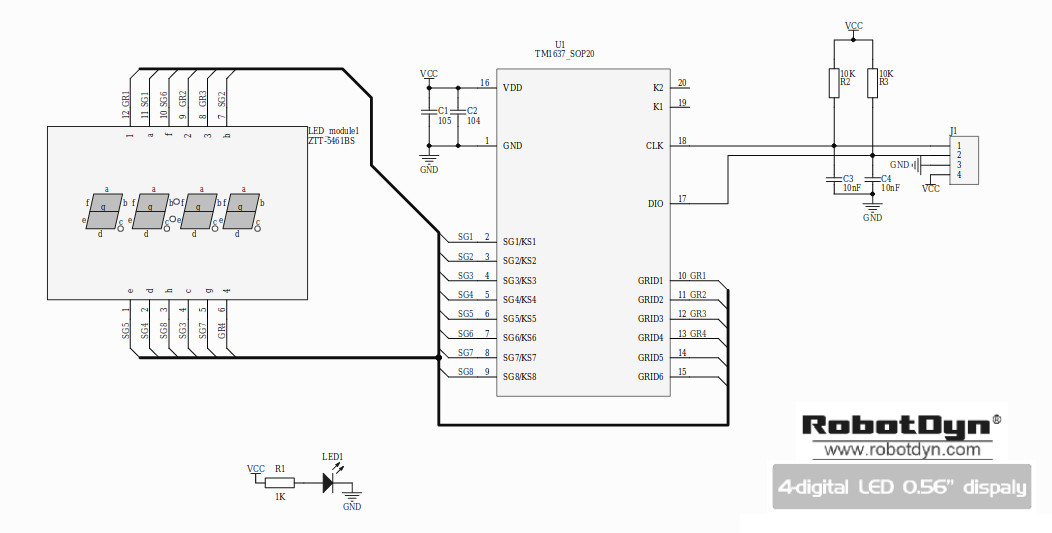 VCC
U1
TM1637_SOP20
VCC
16 VDD
K2 20
K1 19
10K
R2
10K
R3
C1
105
C2
104
1 GND
GND
CLK 18
DIO 17
J1
1
2
3
4
GND
VCC
C3
10nF
C4
10nF
GND
12 GR1
11 SG1
10 SG6
9 GR2
8 GR3
7 SG2
LED module1
ZTT-5461BS
1 a f 2 3 b
a a a a
f g b f g b f g b f g b
e d c e d c e d c e d c
e d h c g 4
SG5 1
SG4 2
SG8 3
SG3 4
SG7 5
GR4 6
SG1 2 SG1/KS1
SG2 3 SG2/KS2
SG3 4 SG3/KS3
SG4 5 SG4/KS4
SG5 6 SG5/KS5
SG6 7 SG6/KS6
SG7 8 SG7/KS7
SG8 9 SG8/KS8
GRID1 10 GR1
GRID2 11 GR2
GRID3 12 GR3
GRID4 13 GR4
GRID5 14
GRID6 15
VCC
R1
1K
LED1
GND
RobotDyn®
www.robotdyn.com
4-digital LED 0.56" dispaly